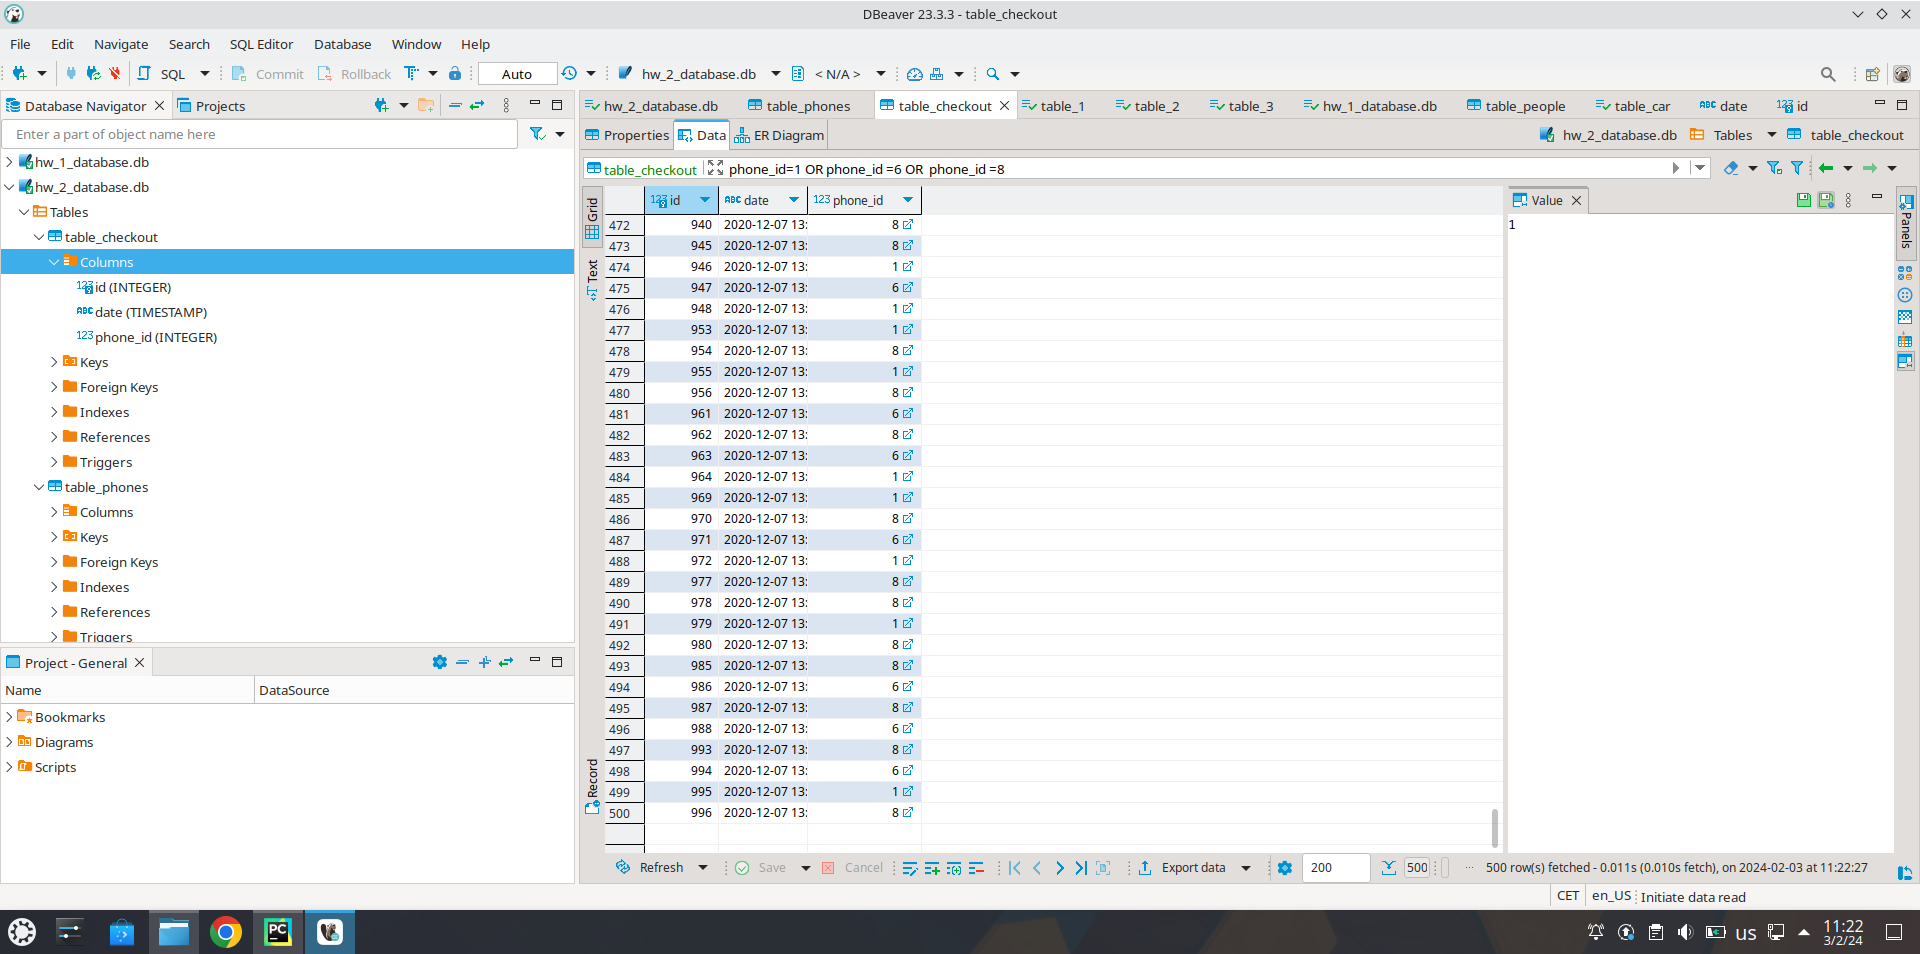 DBeaver 23.3.3 - table_checkout
File Edit Navigate Search SQL Editor Database Window Help
SQL Commit Rollback Auto hw_2_database.db < N/A >
Database Navigator Projects
Enter a part of object name here
hw_1_database.db
hw_2_database.db
Tables
table_checkout
Columns
123 id (INTEGER)
ABC date (TIMESTAMP)
123 phone_id (INTEGER)
Keys
Foreign Keys
Indexes
References
Triggers
table_phones
Columns
Keys
Foreign Keys
Indexes
References
Triggers
Project - General
Name DataSource
Bookmarks
Diagrams
Scripts
hw_2_database.db table_phones table_checkout table_1 table_2 table_3 hw_1_database.db table_people table_car ABC date 123 id
Properties Data ER Diagram hw_2_database.db Tables table_checkout
table_checkout phone_id=1 OR phone_id =6 OR phone_id =8
Grid
Text
Record
123 id ABC date 123 phone_id
472 940 2020-12-07 13: 8
473 945 2020-12-07 13: 8
474 946 2020-12-07 13: 1
475 947 2020-12-07 13: 6
476 948 2020-12-07 13: 1
477 953 2020-12-07 13: 1
478 954 2020-12-07 13: 8
479 955 2020-12-07 13: 1
480 956 2020-12-07 13: 8
481 961 2020-12-07 13: 6
482 962 2020-12-07 13: 8
483 963 2020-12-07 13: 6
484 964 2020-12-07 13: 1
485 969 2020-12-07 13: 1
486 970 2020-12-07 13: 8
487 971 2020-12-07 13: 6
488 972 2020-12-07 13: 1
489 977 2020-12-07 13: 8
490 978 2020-12-07 13: 8
491 979 2020-12-07 13: 1
492 980 2020-12-07 13: 8
493 985 2020-12-07 13: 8
494 986 2020-12-07 13: 6
495 987 2020-12-07 13: 8
496 988 2020-12-07 13: 6
497 993 2020-12-07 13: 8
498 994 2020-12-07 13: 6
499 995 2020-12-07 13: 1
500 996 2020-12-07 13: 8
Value
1
Panels
Refresh Save Cancel Export data 200 500 ... 500 row(s) fetched - 0.011s (0.010s fetch), on 2024-02-03 at 11:22:27
CET en_US Initiate data read
PC us 11:22
3/2/24